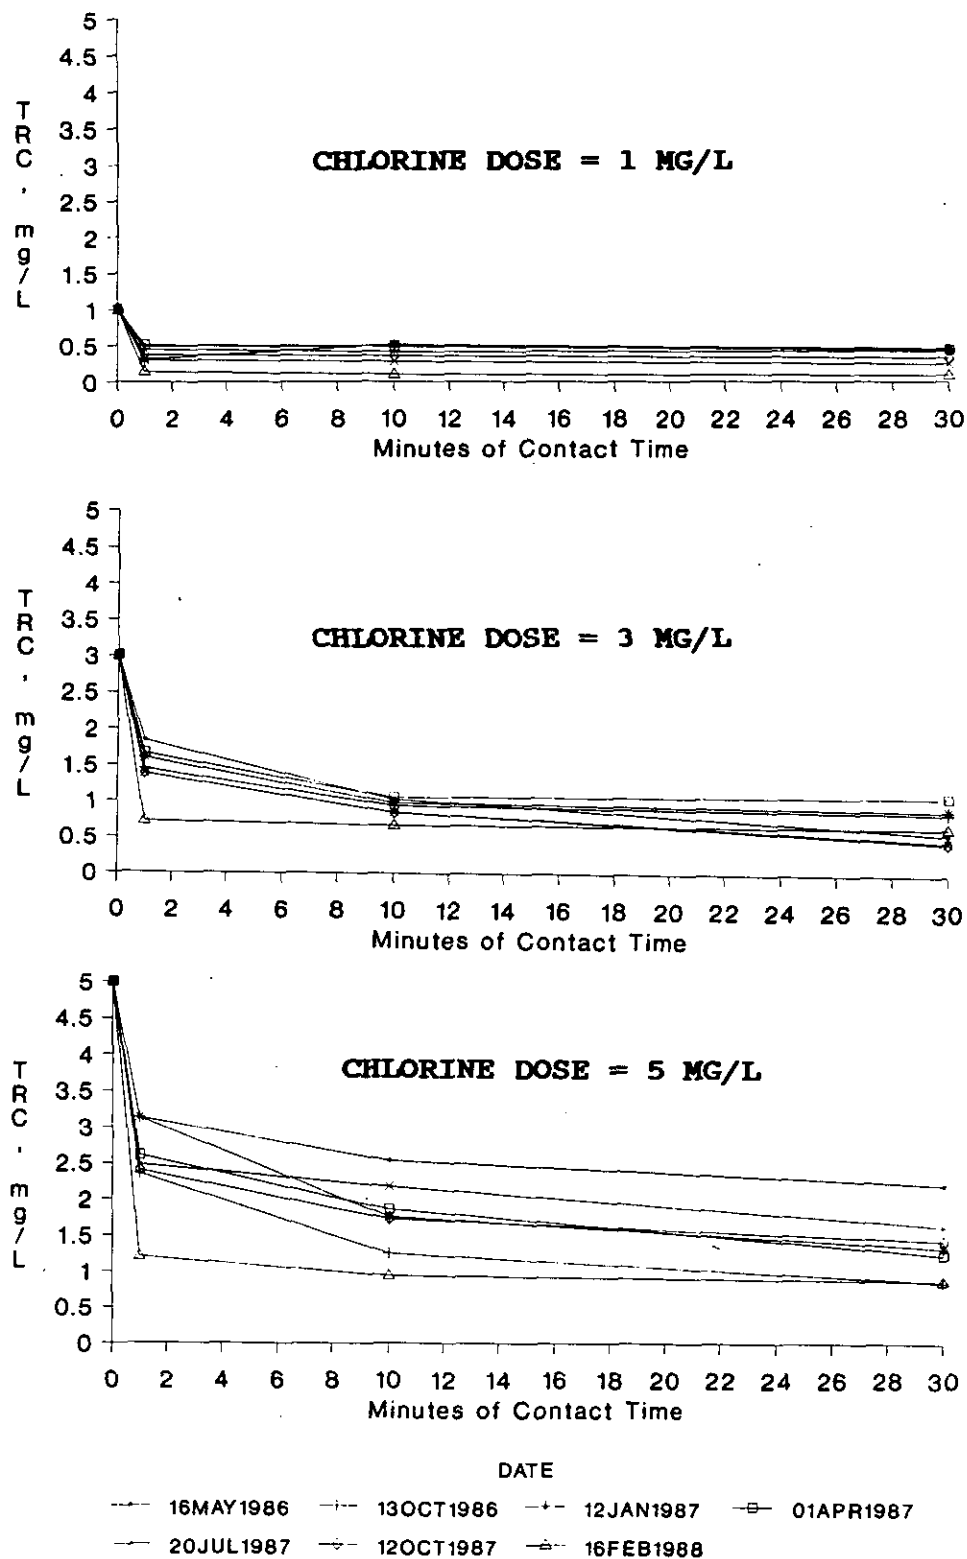 5
4.5
4
3.5
3
2.5
2
1.5
1
0.5
0
TRC, mg/L
CHLORINE DOSE = 1 MG/L
0 2 4 6 8 10 12 14 16 18 20 22 24 26 28 30
Minutes of Contact Time
5
4.5
4
3.5
3
2.5
2
1.5
1
0.5
0
TRC, mg/L
CHLORINE DOSE = 3 MG/L
0 2 4 6 8 10 12 14 16 18 20 22 24 26 28 30
Minutes of Contact Time
5
4.5
4
3.5
3
2.5
2
1.5
1
0.5
0
TRC, mg/L
CHLORINE DOSE = 5 MG/L
0 2 4 6 8 10 12 14 16 18 20 22 24 26 28 30
Minutes of Contact Time
DATE
16MAY1986 13OCT1986 12JAN1987 01APR1987
20JUL1987 12OCT1987 16FEB1988